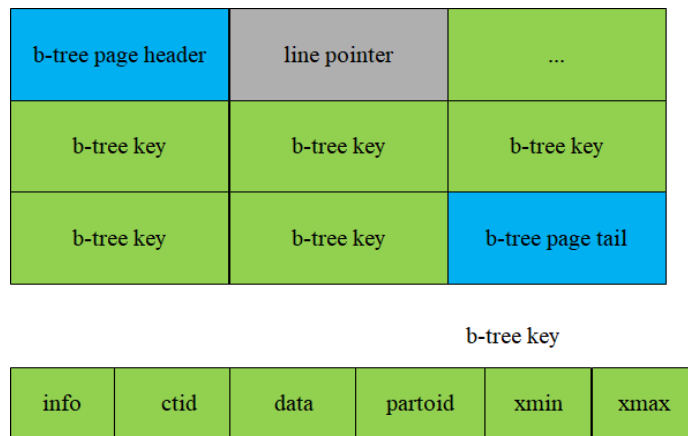 b-tree page header line pointer ...
b-tree key b-tree key b-tree key
b-tree key b-tree key b-tree page tail
b-tree key
info ctid data partoid xmin xmax